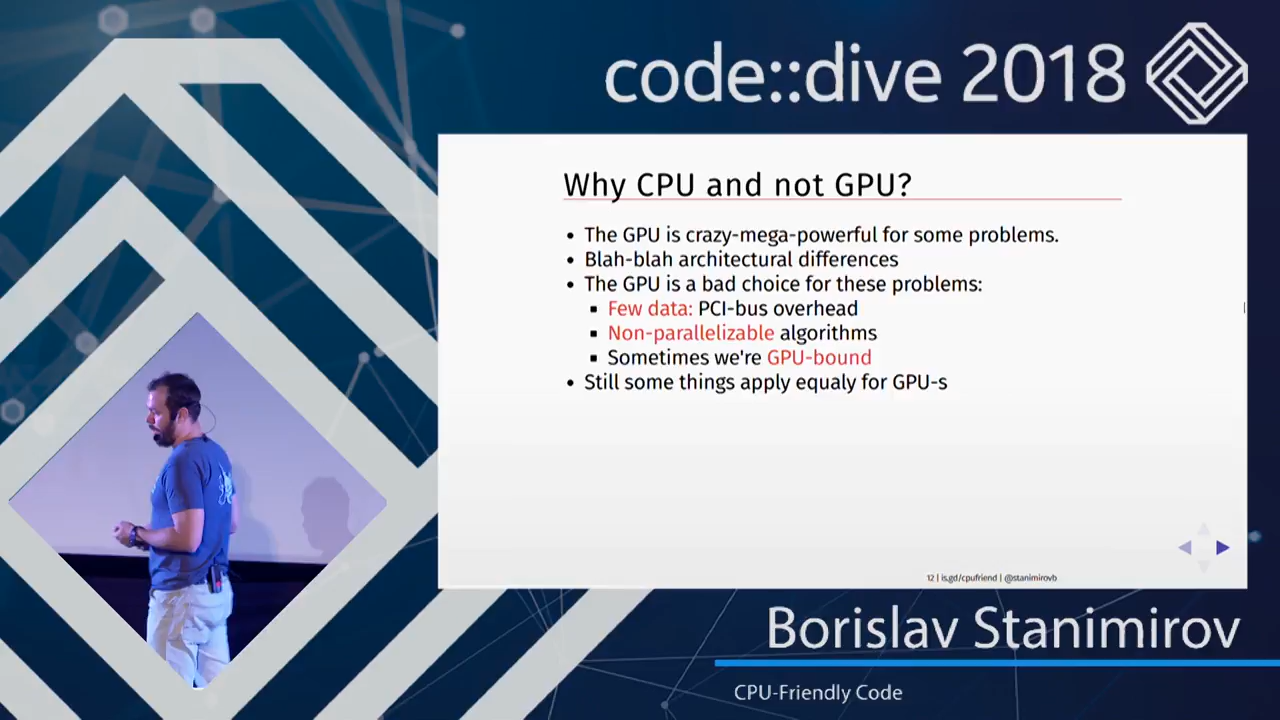 code::dive 2018
Why CPU and not GPU?
• The GPU is crazy-mega-powerful for some problems.
• Blah-blah architectural differences
• The GPU is a bad choice for these problems:
▪ Few data: PCI-bus overhead
▪ Non-parallelizable algorithms
▪ Sometimes we're GPU-bound
• Still some things apply equaly for GPU-s
12 | is.gd/cpufriend | @stanimirovb
Borislav Stanimirov
CPU-Friendly Code